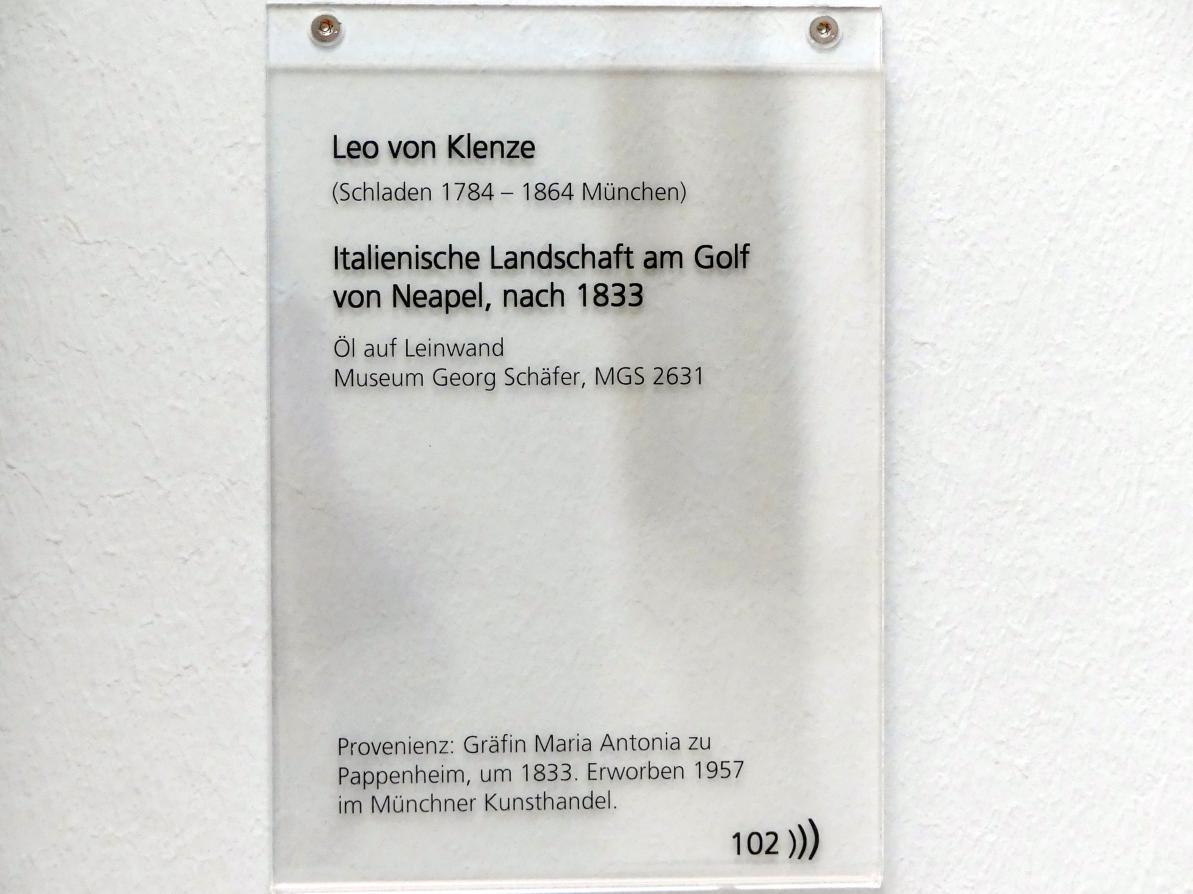 Leo von Klenze
(Schladen 1784 – 1864 München)
Italienische Landschaft am Golf
von Neapel, nach 1833
Öl auf Leinwand
Museum Georg Schäfer, MGS 2631
Provenienz: Gräfin Maria Antonia zu
Pappenheim, um 1833. Erworben 1957
im Münchner Kunsthandel.
102